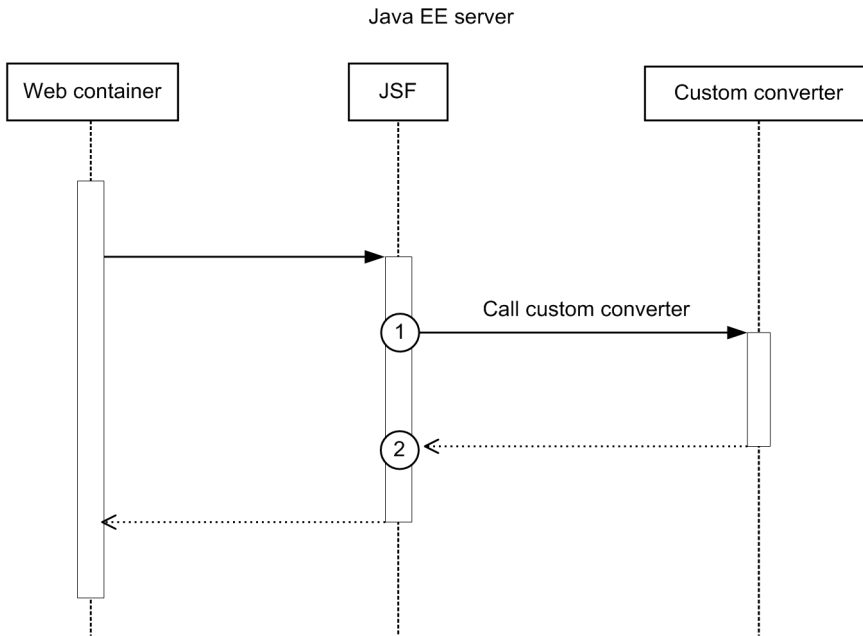 Java EE server
Web container
JSF
Custom converter
Call custom converter
1
2